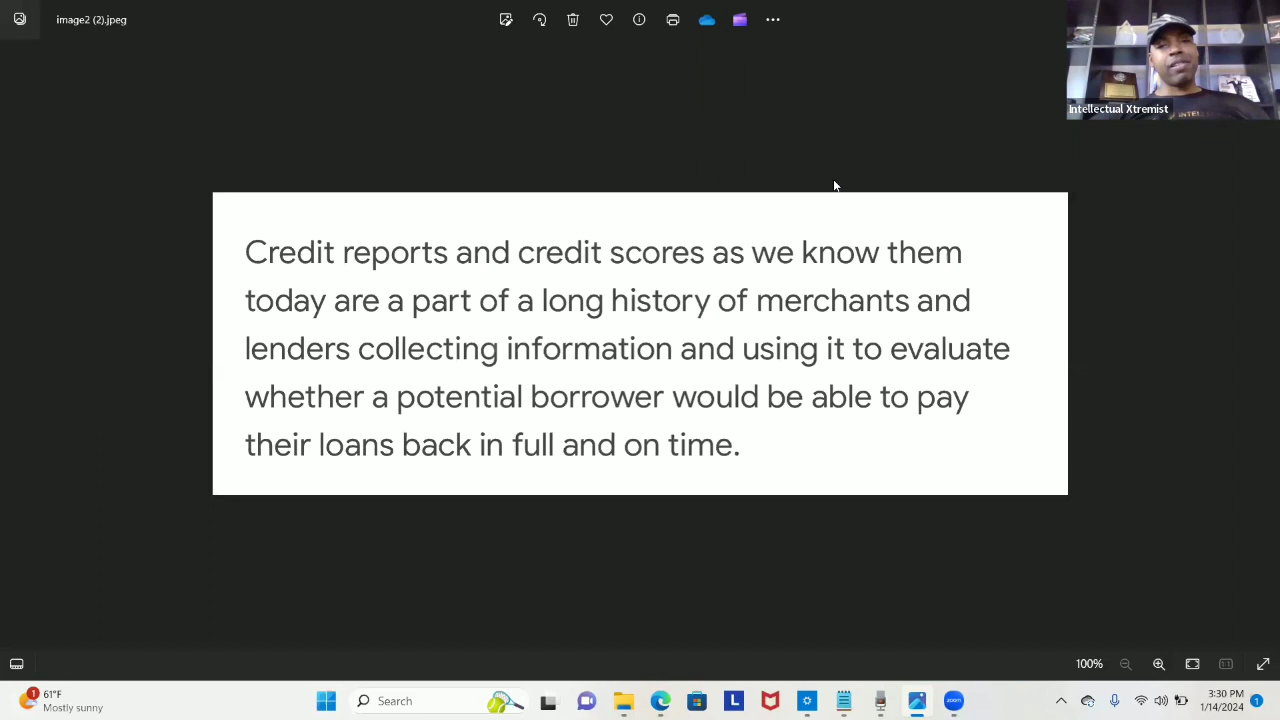 image2 (2).jpeg
Intellectual Xtremist
Credit reports and credit scores as we know them
today are a part of a long history of merchants and
lenders collecting information and using it to evaluate
whether a potential borrower would be able to pay
their loans back in full and on time.
100%
61°F
Mostly sunny
Search
3:30 PM
1/14/2024